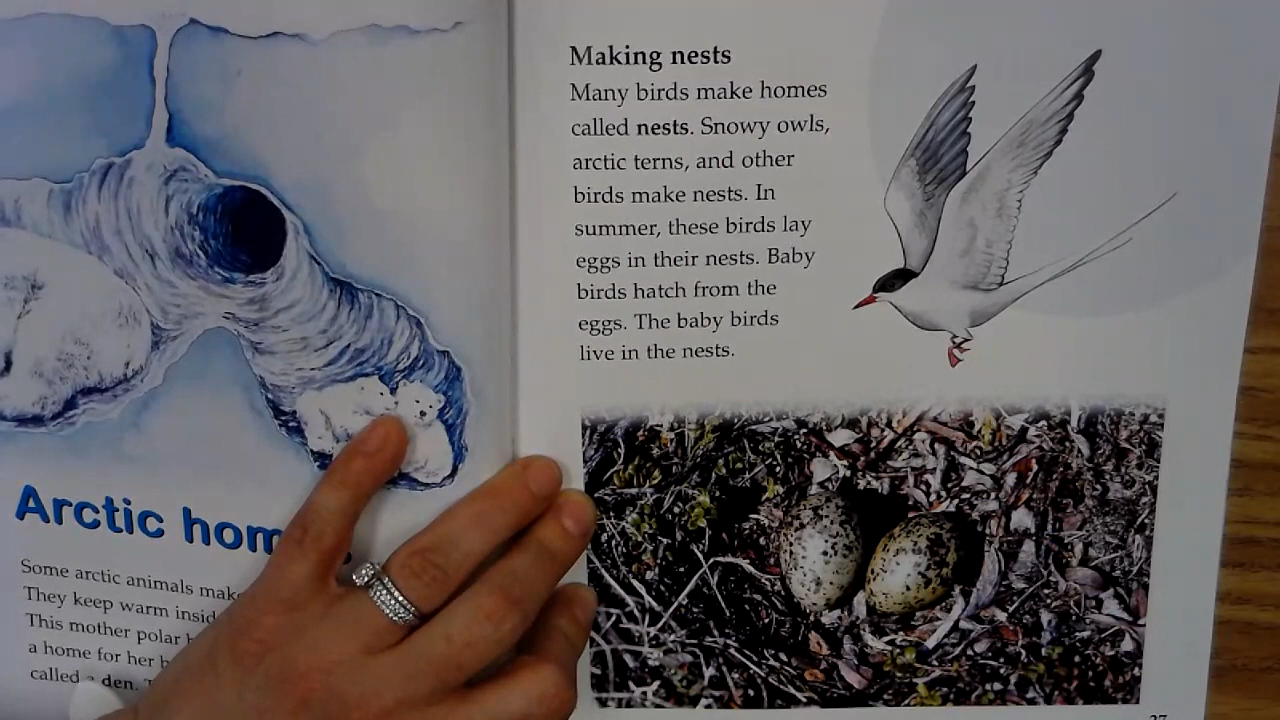 Arctic hom
Some arctic animals mak
They keep warm insid
This mother polar
a home for her
called a den.
Making nests
Many birds make homes
called nests. Snowy owls,
arctic terns, and other
birds make nests. In
summer, these birds lay
eggs in their nests. Baby
birds hatch from the
eggs. The baby birds
live in the nests.
27